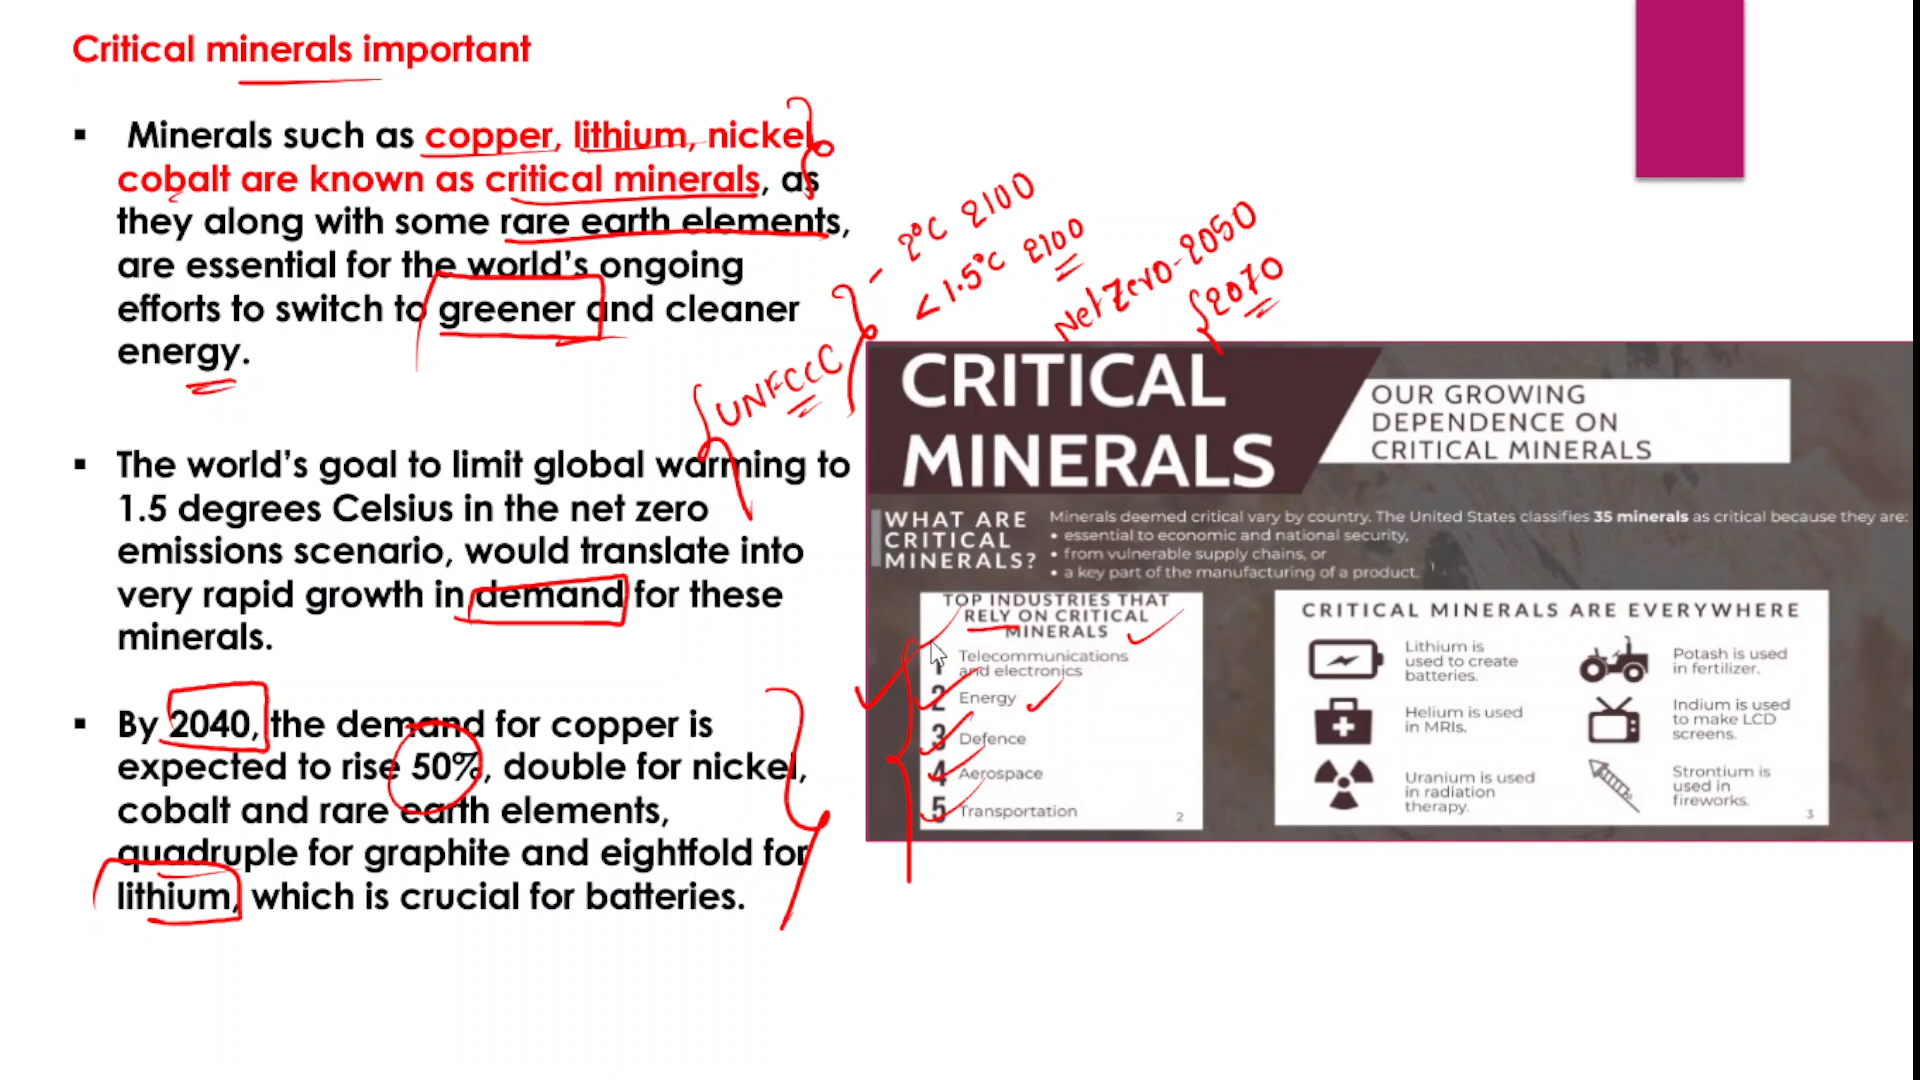 Critical minerals important
▪ Minerals such as copper, lithium, nickel,
cobalt are known as critical minerals, as
they along with some rare earth elements,
are essential for the world's ongoing
efforts to switch to greener and cleaner
energy.
▪ The world's goal to limit global warming to
1.5 degrees Celsius in the net zero
emissions scenario, would translate into
very rapid growth in demand for these
minerals.
▪ By 2040, the demand for copper is
expected to rise 50%, double for nickel,
cobalt and rare earth elements,
quadruple for graphite and eightfold for
lithium, which is crucial for batteries.
UNFCCC
- 2°C 2100
< 1.5°C 2100
Net Zero - 2050
2070
CRITICAL
MINERALS
OUR GROWING
DEPENDENCE ON
CRITICAL MINERALS
WHAT ARE
CRITICAL
MINERALS?
Minerals deemed critical vary by country. The United States classifies 35 minerals as critical because they are:
• essential to economic and national security,
• from vulnerable supply chains, or
• a key part of the manufacturing of a product.
1
TOP INDUSTRIES THAT
RELY ON CRITICAL
MINERALS
1 Telecommunications
and electronics
2 Energy
3 Defence
4 Aerospace
5 Transportation
2
CRITICAL MINERALS ARE EVERYWHERE
Lithium is
used to create
batteries.
Potash is used
in fertilizer.
Helium is used
in MRIs.
Indium is used
to make LCD
screens.
Uranium is used
in radiation
therapy.
Strontium is
used in
fireworks.
3